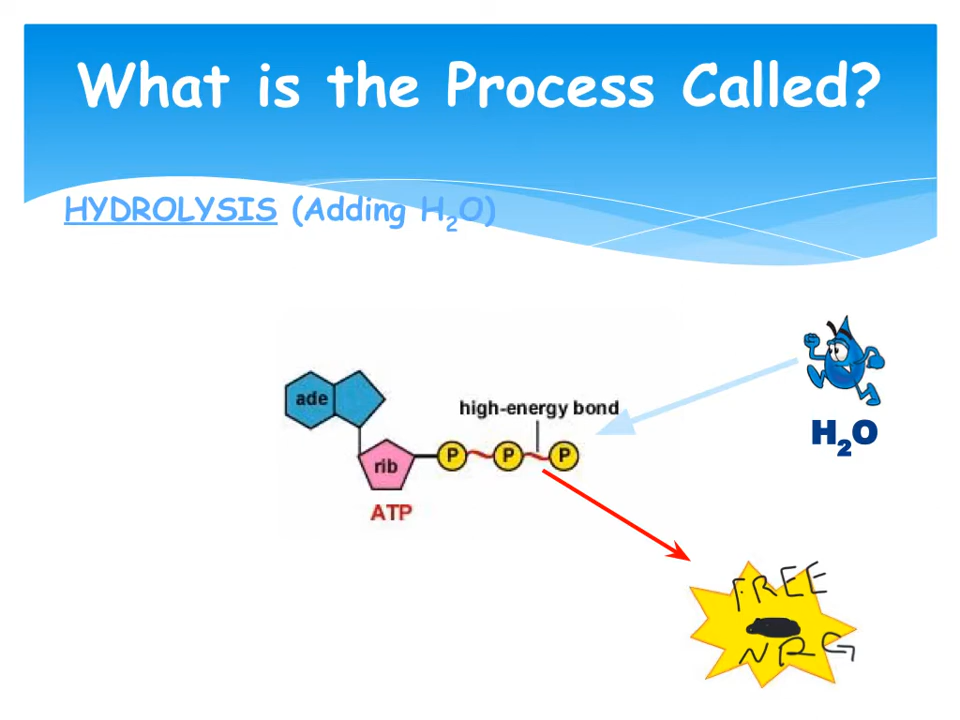 What is the Process Called?
HYDROLYSIS (Adding H₂O)
ade
high-energy bond
rib
P
P
P
ATP
H₂O
FREE
NRG